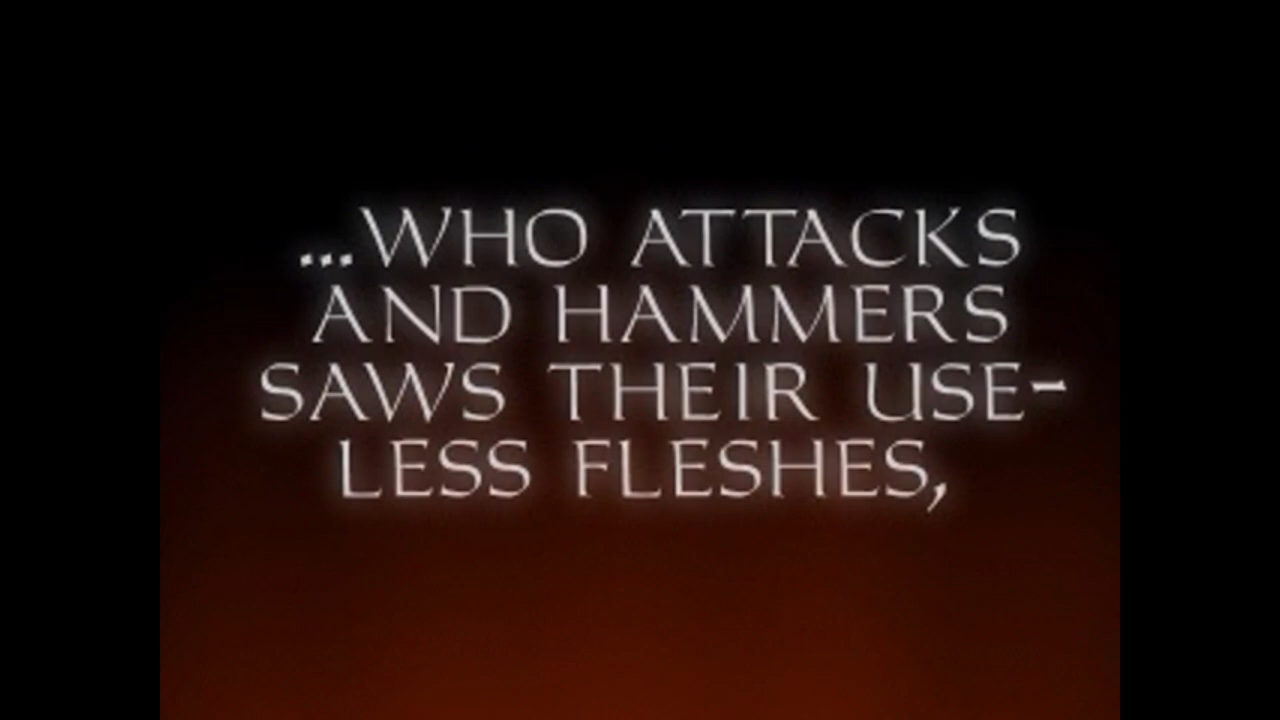 ...WHO ATTACKS
AND HAMMERS
SAWS THEIR USE-
LESS FLESHES,